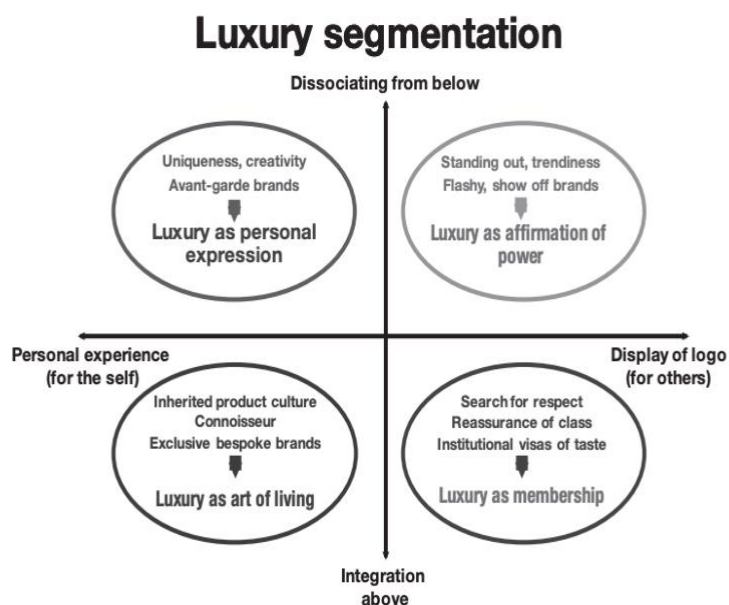 Luxury segmentation
Dissociating from below
Uniqueness, creativity
Avant-garde brands
Luxury as personal
expression
Standing out, trendiness
Flashy, show off brands
Luxury as affirmation of
power
Personal experience
(for the self)
Display of logo
(for others)
Inherited product culture
Connoisseur
Exclusive bespoke brands
Luxury as art of living
Search for respect
Reassurance of class
Institutional visas of taste
Luxury as membership
Integration
above